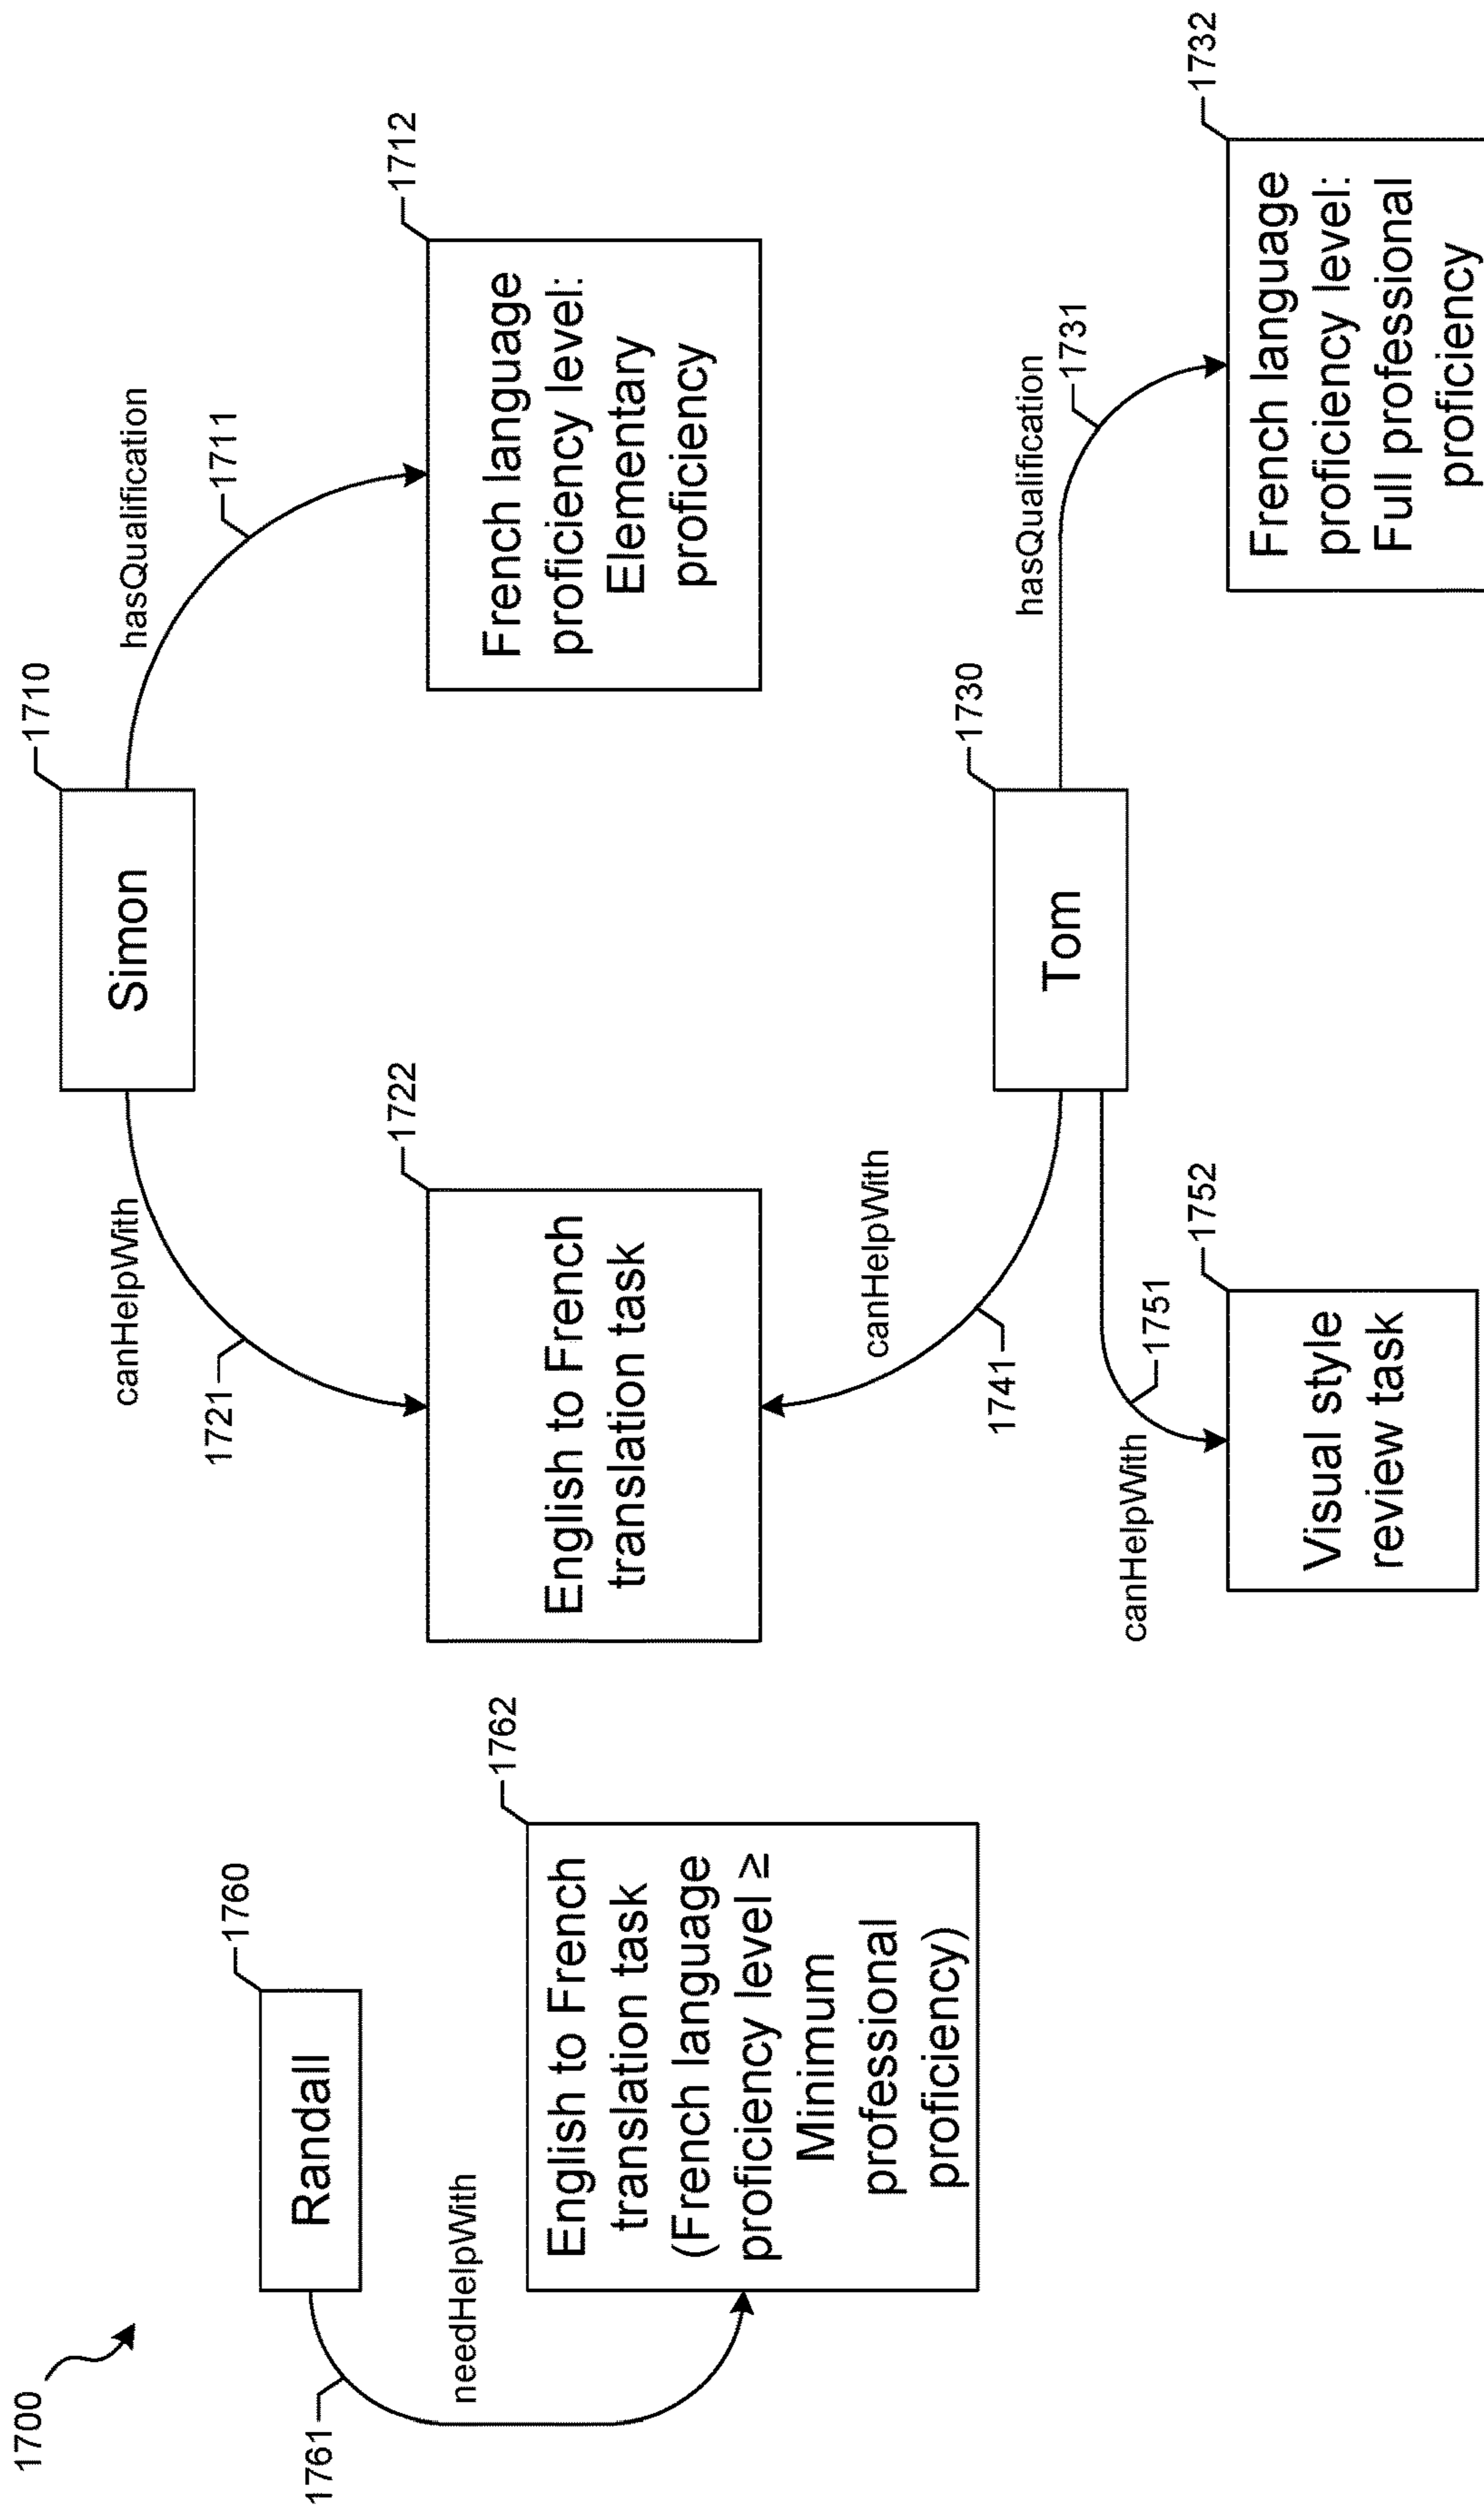 1700
Randall
1760
1761
needHelpWith
English to French
translation task
(French language
proficiency level ≥
Minimum
professional
proficiency)
1762
Simon
1710
canHelpWith
1721
hasQualification
1711
English to French
translation task
1722
French language
proficiency level:
Elementary
proficiency
1712
canHelpWith
1741
Tom
1730
hasQualification
1731
canHelpWith
1751
Visual style
review task
1752
French language
proficiency level:
Full professional
proficiency
1732